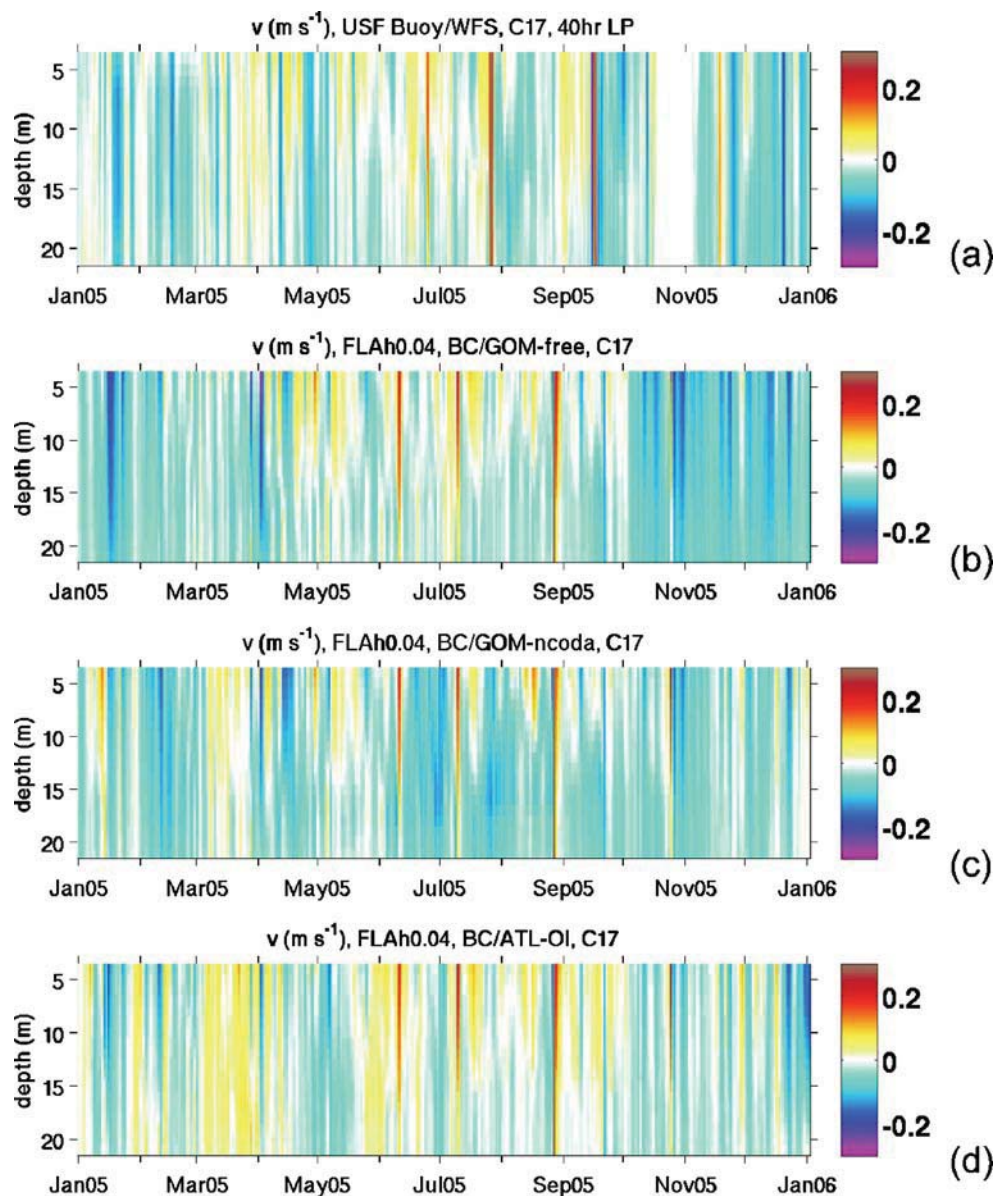 v (m s-1), USF Buoy/WFS, C17, 40hr LP
depth (m)
5
10
15
20
Jan05 Mar05 May05 Jul05 Sep05 Nov05 Jan06
0.2
0
-0.2
(a)
v (m s-1), FLAh0.04, BC/GOM-free, C17
depth (m)
5
10
15
20
Jan05 Mar05 May05 Jul05 Sep05 Nov05 Jan06
0.2
0
-0.2
(b)
v (m s-1), FLAh0.04, BC/GOM-ncoda, C17
depth (m)
5
10
15
20
Jan05 Mar05 May05 Jul05 Sep05 Nov05 Jan06
0.2
0
-0.2
(c)
v (m s-1), FLAh0.04, BC/ATL-OI, C17
depth (m)
5
10
15
20
Jan05 Mar05 May05 Jul05 Sep05 Nov05 Jan06
0.2
0
-0.2
(d)